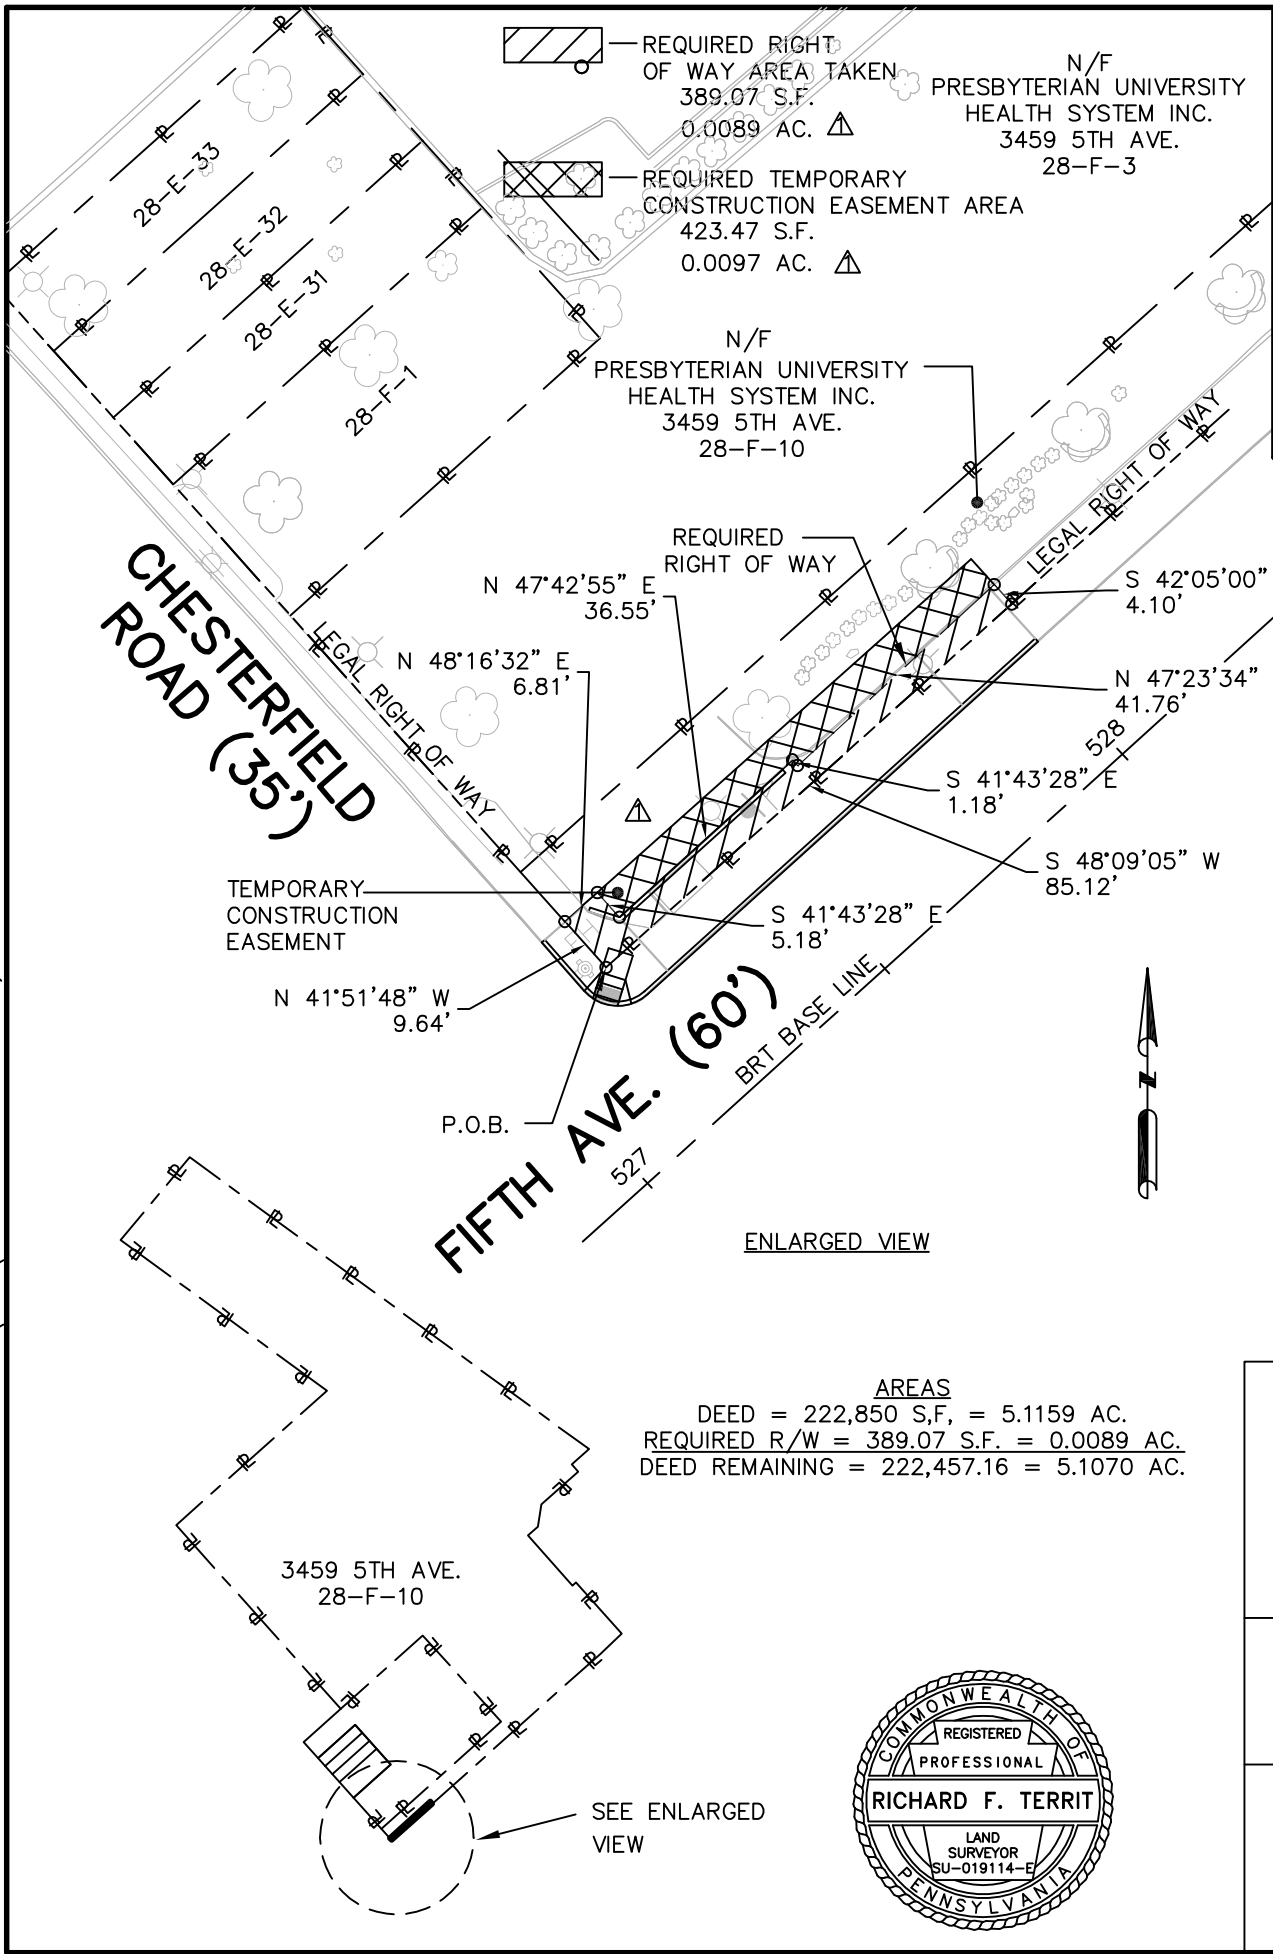 REQUIRED RIGHT
OF WAY AREA TAKEN
389.07 S.F.
0.0089 AC. 1
REQUIRED TEMPORARY
CONSTRUCTION EASEMENT AREA
423.47 S.F.
0.0097 AC. 1
N/F
PRESBYTERIAN UNIVERSITY
HEALTH SYSTEM INC.
3459 5TH AVE.
28-F-3
28-E-33
28-E-32
28-E-31
28-F-1
N/F
PRESBYTERIAN UNIVERSITY
HEALTH SYSTEM INC.
3459 5TH AVE.
28-F-10
LEGAL RIGHT OF WAY
REQUIRED
RIGHT OF WAY
CHESTERFIELD
ROAD (35')
LEGAL RIGHT OF WAY
N 47°42'55" E
36.55'
N 48°16'32" E
6.81'
S 42°05'00"
4.10'
N 47°23'34"
41.76'
528
S 41°43'28" E
1.18'
S 48°09'05" W
85.12'
1
TEMPORARY
CONSTRUCTION
EASEMENT
S 41°43'28" E
5.18'
N 41°51'48" W
9.64'
P.O.B.
FIFTH AVE. (60')
BRT BASE LINE
527
N
ENLARGED VIEW
AREAS
DEED = 222,850 S,F, = 5.1159 AC.
REQUIRED R/W = 389.07 S.F. = 0.0089 AC.
DEED REMAINING = 222,457.16 = 5.1070 AC.
3459 5TH AVE.
28-F-10
SEE ENLARGED
VIEW
COMMONWEALTH OF
REGISTERED
PROFESSIONAL
RICHARD F. TERRIT
LAND
SURVEYOR
SU-019114-E
PENNSYLVANIA